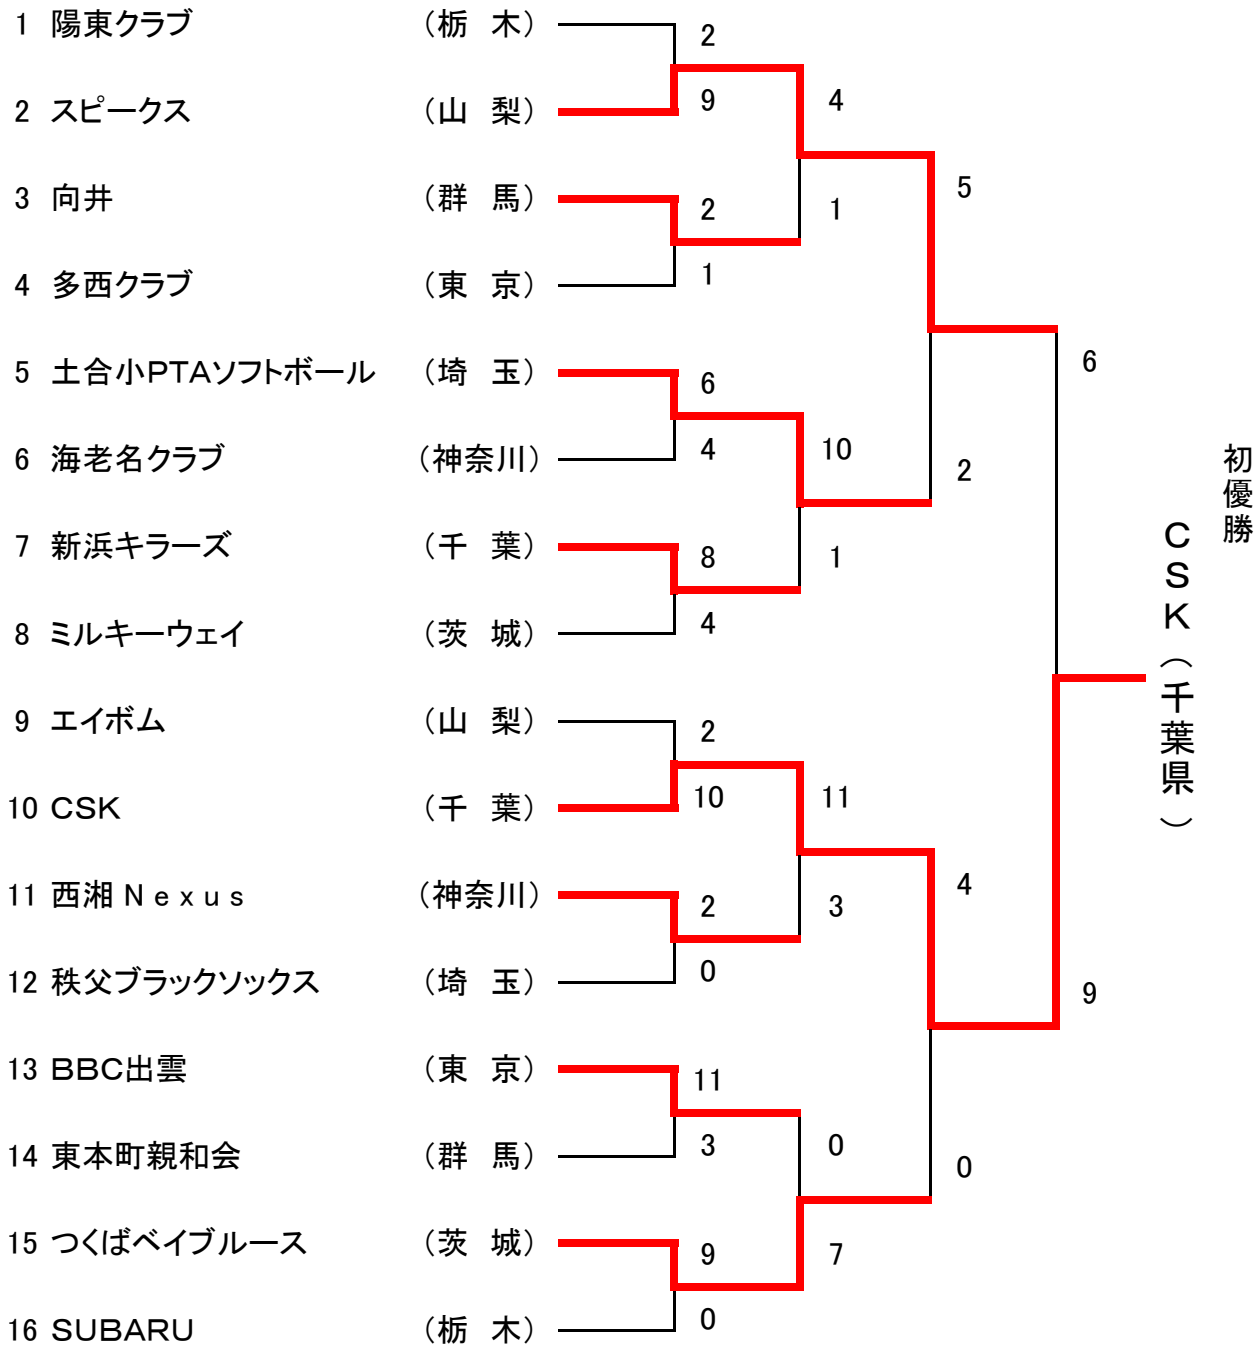 1 陽東クラブ （栃 木） 2
2 スピークス （山 梨） 9 4
3 向井 （群 馬） 2 1 5
4 多西クラブ （東 京） 1
5 土合小PTAソフトボール （埼 玉） 6 6
6 海老名クラブ （神奈川） 4 10 2
7 新浜キラーズ （千 葉） 8 1
8 ミルキーウェイ （茨 城） 4
9 エイボム （山 梨） 2
10 CSK （千 葉） 10 11
11 西湘 Ｎｅｘｕｓ （神奈川） 2 3 4
12 秩父ブラックソックス （埼 玉） 0 9
13 BBC出雲 （東 京） 11
14 東本町親和会 （群 馬） 3 0 0
15 つくばベイブルース （茨 城） 9 7
16 SUBARU （栃 木） 0
初優勝
ＣＳＫ（千葉県）